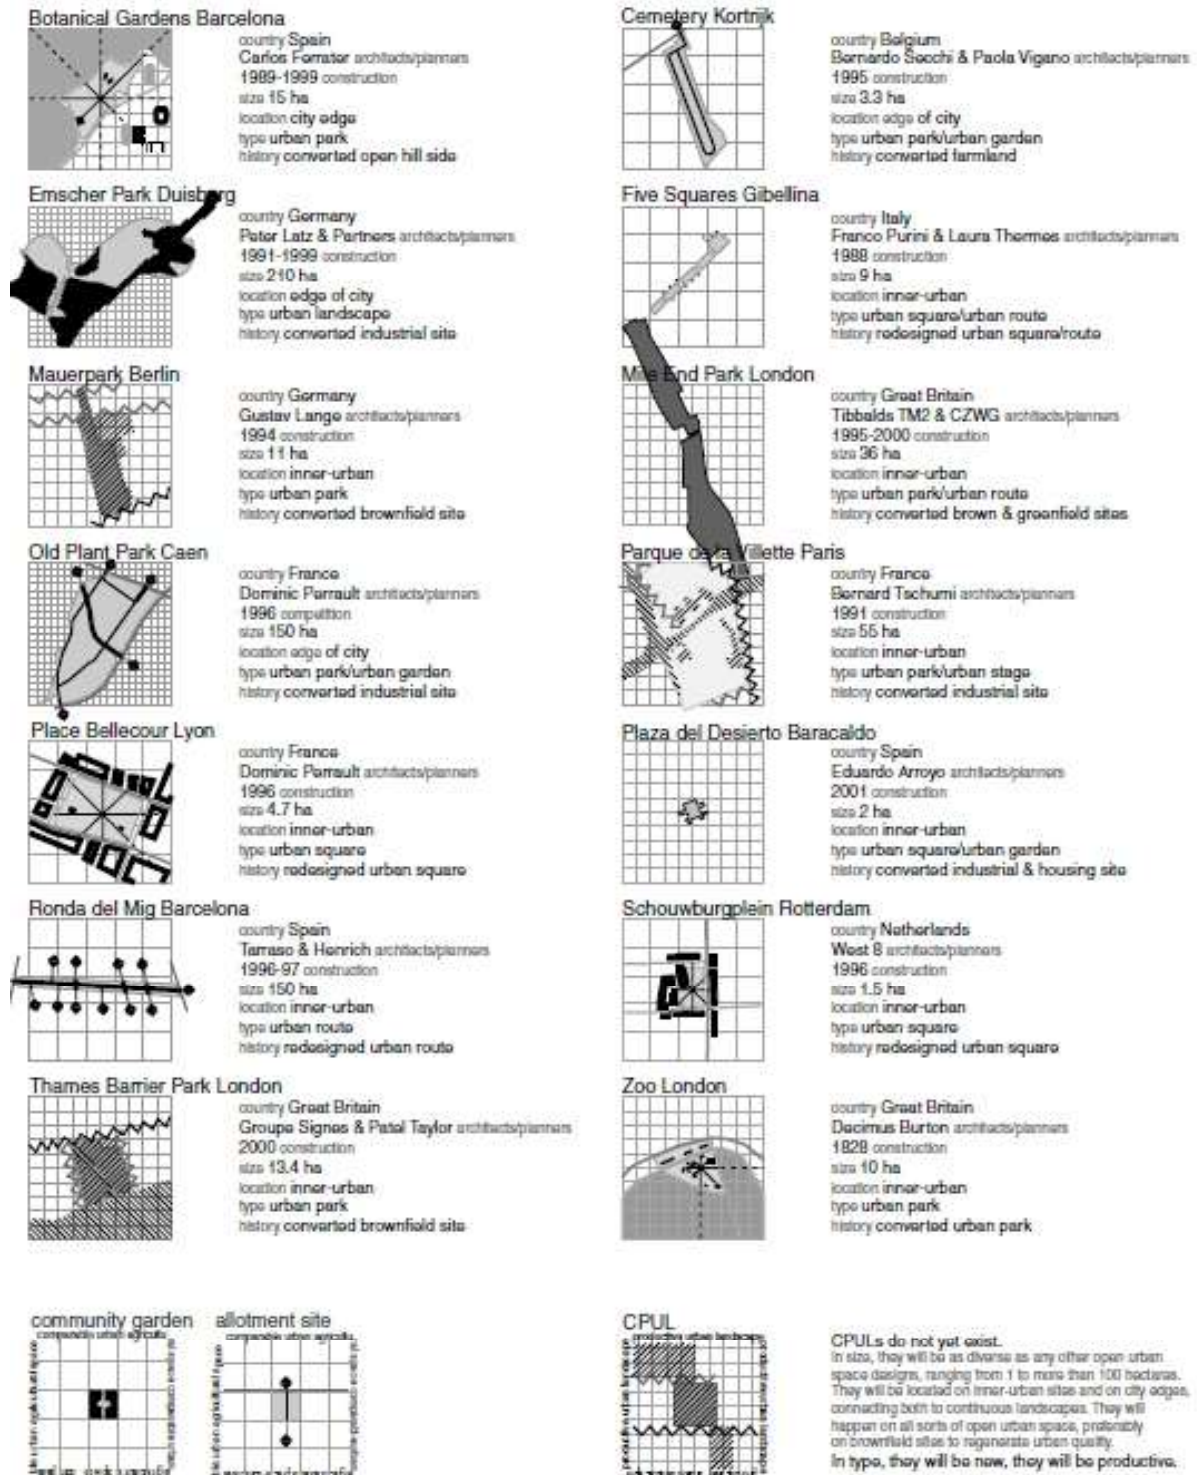 Botanical Gardens Barcelona
country Spain
Carlos Ferrater architects/planners
1989-1999 construction
size 15 ha
location city edge
type urban park
history converted open hill side
Cemetery Kortrijk
country Belgium
Bernardo Secchi & Paola Vigano architects/planners
1995 construction
size 3.3 ha
location edge of city
type urban park/urban garden
history converted farmland
Emscher Park Duisburg
country Germany
Peter Latz & Partners architects/planners
1991-1999 construction
size 210 ha
location edge of city
type urban landscape
history converted industrial site
Five Squares Gibellina
country Italy
Franco Purini & Laura Thermes architects/planners
1988 construction
size 9 ha
location inner-urban
type urban square/urban route
history redesigned urban square/route
Mauerpark Berlin
country Germany
Gustav Lange architects/planners
1994 construction
size 11 ha
location inner-urban
type urban park
history converted brownfield site
Mile End Park London
country Great Britain
Tibbalds TM2 & CZWG architects/planners
1995-2000 construction
size 36 ha
location inner-urban
type urban park/urban route
history converted brown & greenfield sites
Old Plant Park Caen
country France
Dominic Perrault architects/planners
1996 competition
size 150 ha
location edge of city
type urban park/urban garden
history converted industrial site
Parque de la Villette Paris
country France
Bernard Tschumi architects/planners
1991 construction
size 55 ha
location inner-urban
type urban park/urban stage
history converted industrial site
Place Bellecour Lyon
country France
Dominic Perrault architects/planners
1996 construction
size 4.7 ha
location inner-urban
type urban square
history redesigned urban square
Plaza del Desierto Baracaldo
country Spain
Eduardo Arroyo architects/planners
2001 construction
size 2 ha
location inner-urban
type urban square/urban garden
history converted industrial & housing site
Ronda del Mig Barcelona
country Spain
Tarraso & Henrich architects/planners
1996-97 construction
size 150 ha
location inner-urban
type urban route
history redesigned urban route
Schouwburgplein Rotterdam
country Netherlands
West 8 architects/planners
1996 construction
size 1.5 ha
location inner-urban
type urban square
history redesigned urban square
Thames Barrier Park London
country Great Britain
Groupe Signes & Patel Taylor architects/planners
2000 construction
size 13.4 ha
location inner-urban
type urban park
history converted brownfield site
Zoo London
country Great Britain
Decimus Burton architects/planners
1828 construction
size 10 ha
location inner-urban
type urban park
history converted urban park
community garden
comparable urban agricultu
allotment site
comparable urban agricultu
CPUL
productive urban landscape
CPULs do not yet exist.
In size, they will be as diverse as any other open urban
space designs, ranging from 1 to more than 100 hectares.
They will be located on inner-urban sites and on city edges,
connecting both to continuous landscapes. They will
happen on all sorts of open urban space, preferably
on brownfield sites to regenerate urban quality.
In type, they will be new, they will be productive.